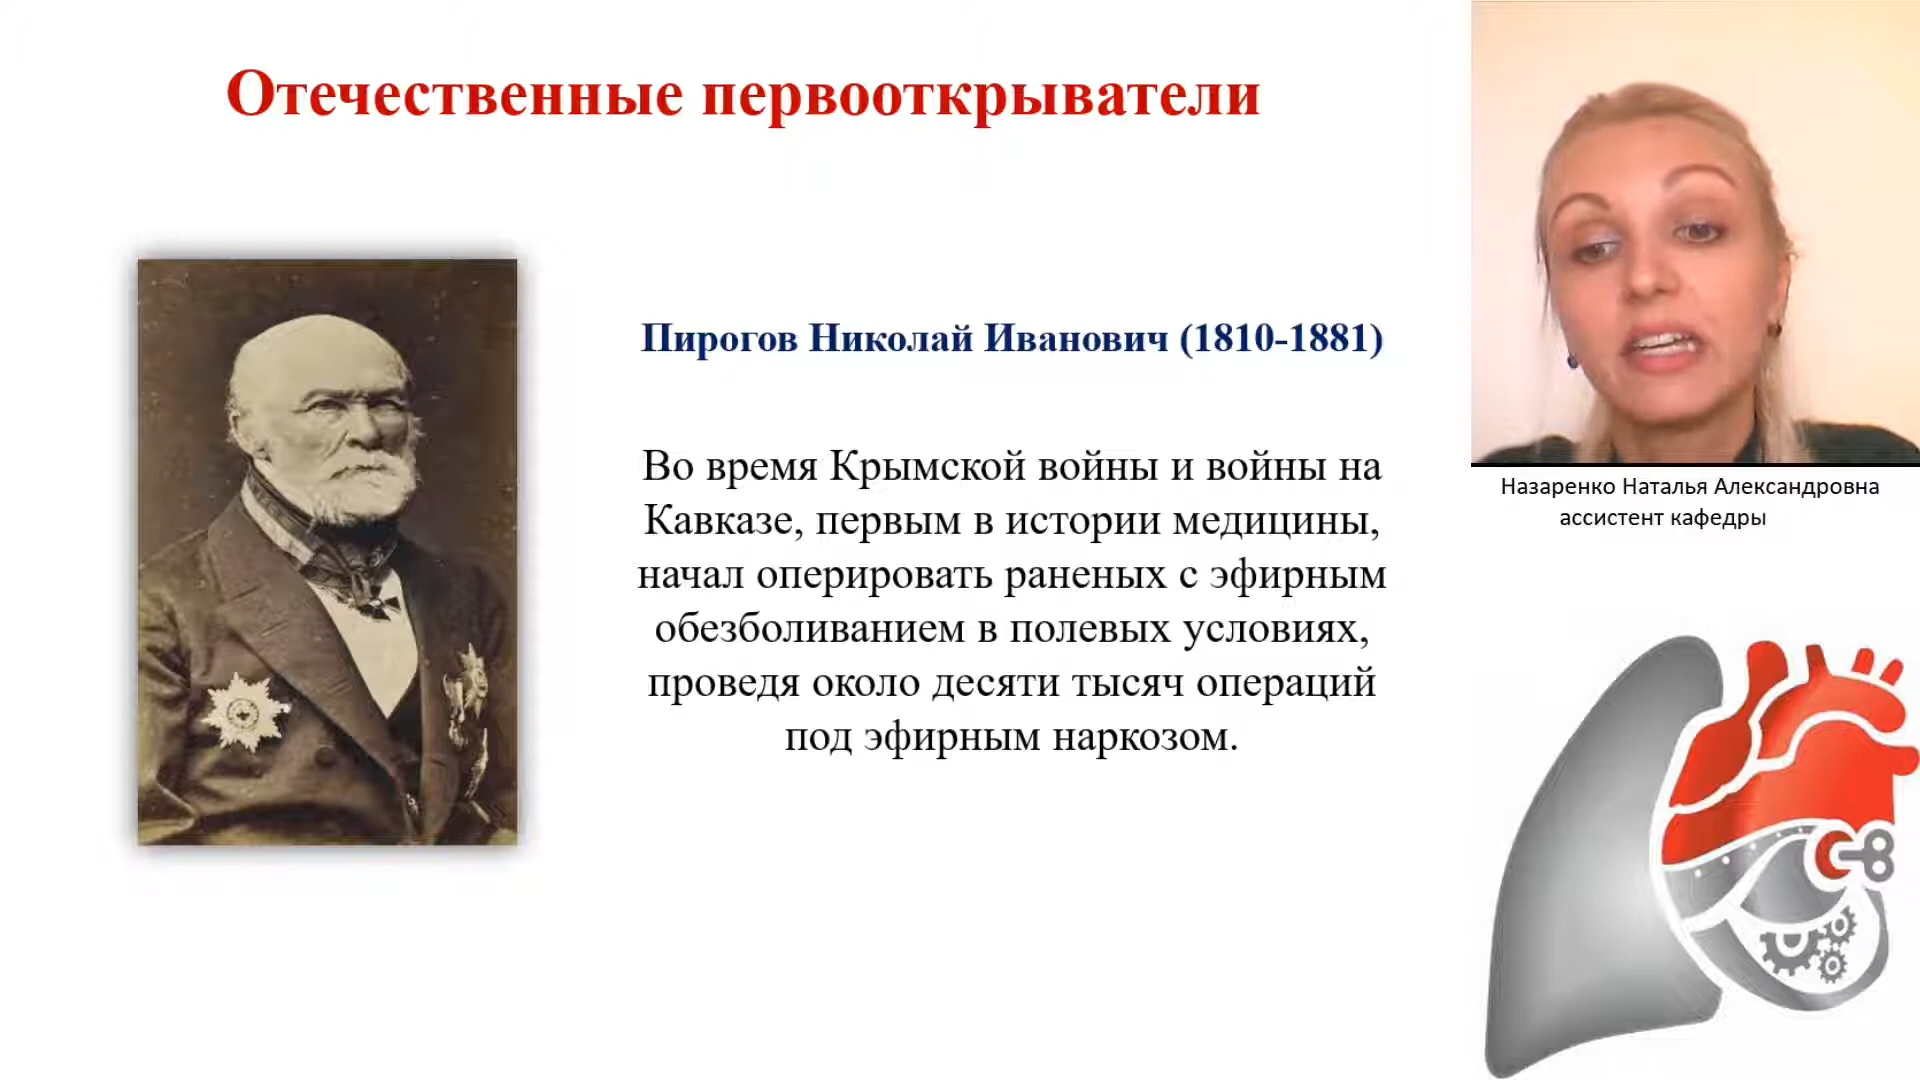 Отечественные первооткрыватели
Пирогов Николай Иванович (1810-1881)
Во время Крымской войны и войны на
Кавказе, первым в истории медицины,
начал оперировать раненых с эфирным
обезболиванием в полевых условиях,
проведя около десяти тысяч операций
под эфирным наркозом.
Назаренко Наталья Александровна
ассистент кафедры